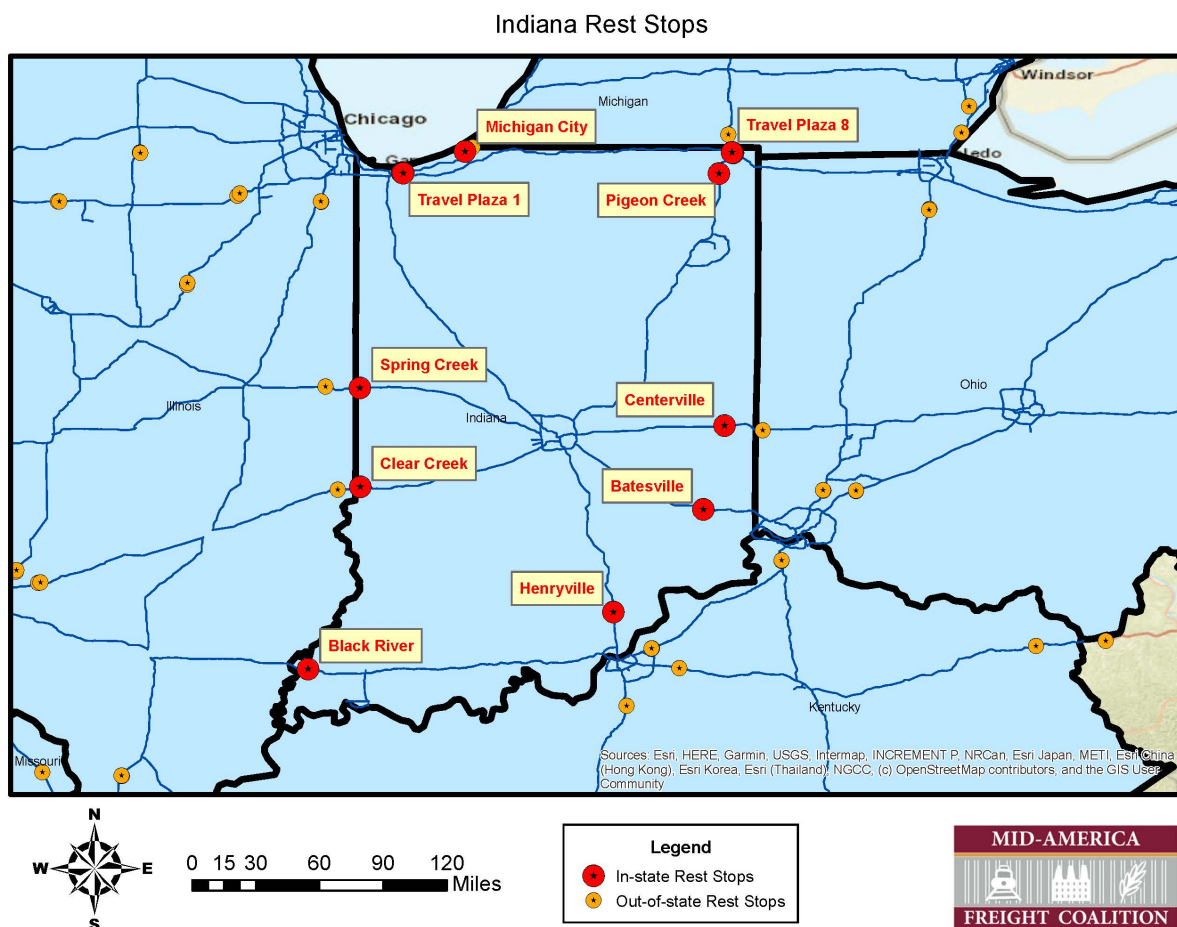 Indiana Rest Stops
Windsor
Michigan
Chicago
Michigan City
Travel Plaza 8
Travel Plaza 1
Pigeon Creek
Spring Creek
Illinois
Indiana
Centerville
Ohio
Clear Creek
Batesville
Henryville
Black River
Kentucky
Missouri
Sources: Esri, HERE, Garmin, USGS, Intermap, INCREMENT P, NRCan, Esri Japan, METI, Esri China
(Hong Kong), Esri Korea, Esri (Thailand), NGCC, (c) OpenStreetMap contributors, and the GIS User
Community
N
W E
S
0 15 30 60 90 120
Miles
Legend
In-state Rest Stops
Out-of-state Rest Stops
MID-AMERICA
FREIGHT COALITION